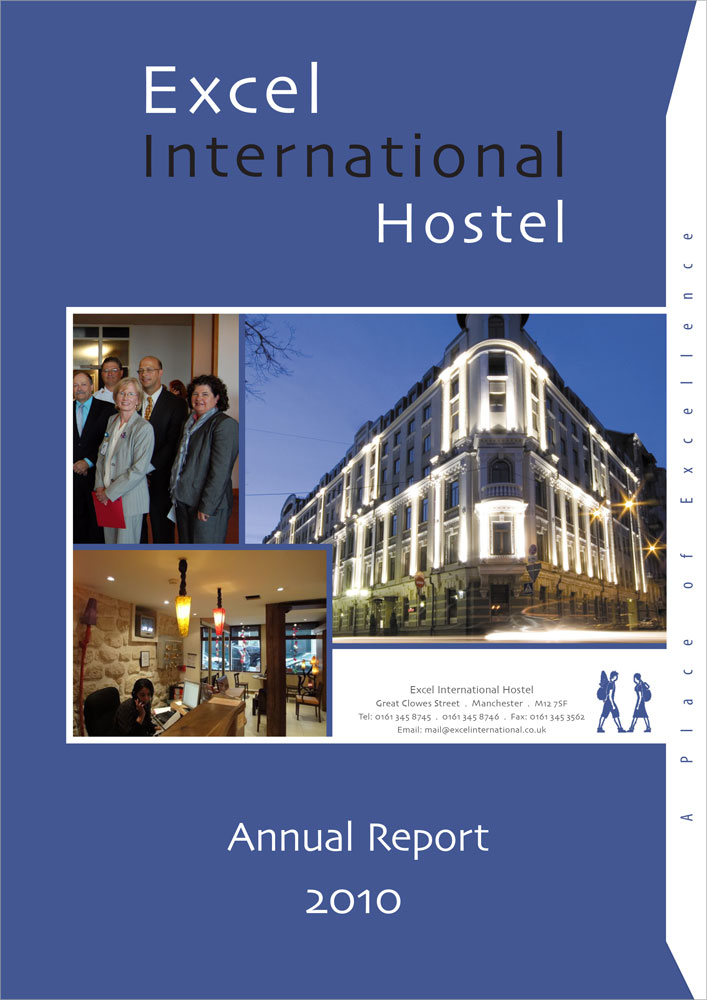 Excel
International
Hostel
A Place of Excellence
Excel International Hostel
Great Clowes Street . Manchester . M12 7SF
Tel: 0161 345 8745 . 0161 345 8746 . Fax: 0161 345 3562
Email: mail@excelinternational.co.uk
Annual Report
2010